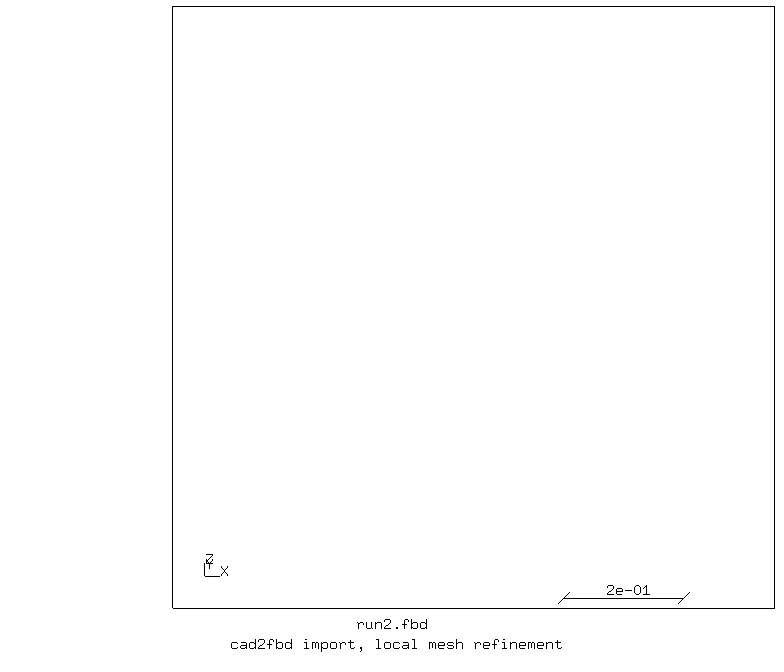 Z
Y
X
2e-01
run2.fbd
cad2fbd import, local mesh refinement